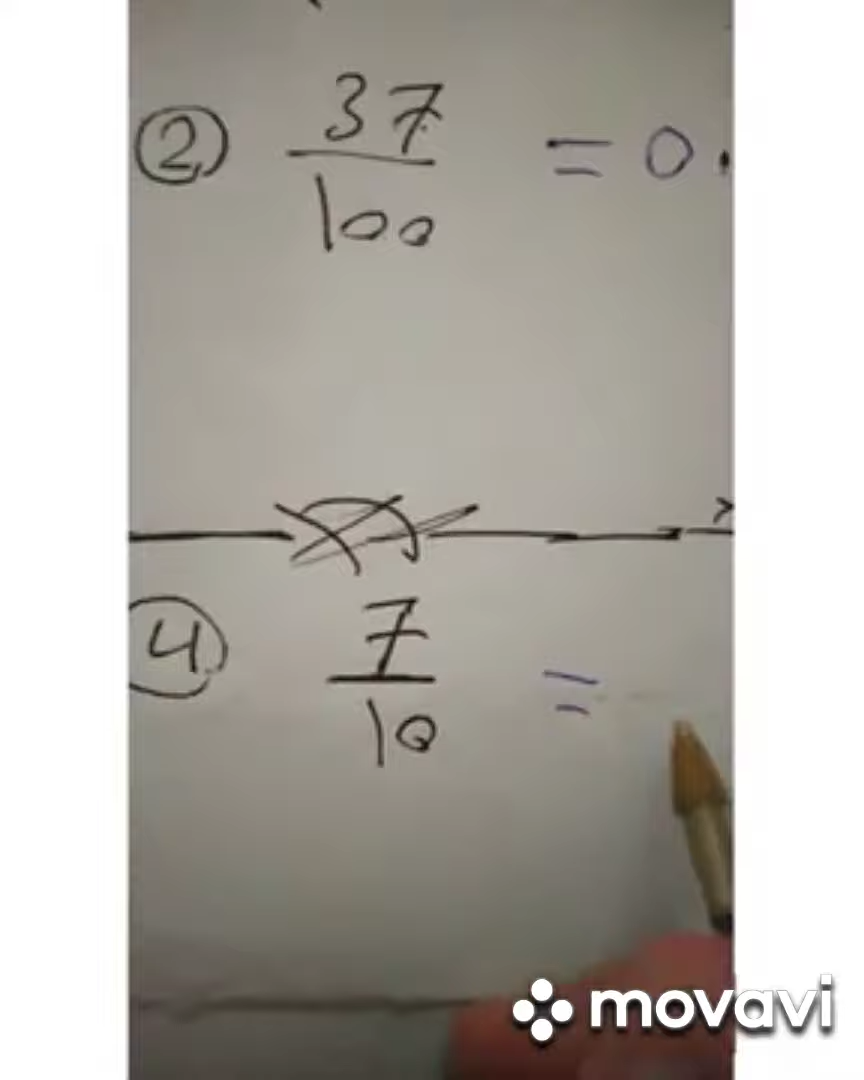 ② 37/100 = 0.
④ 7/10 =
movavi